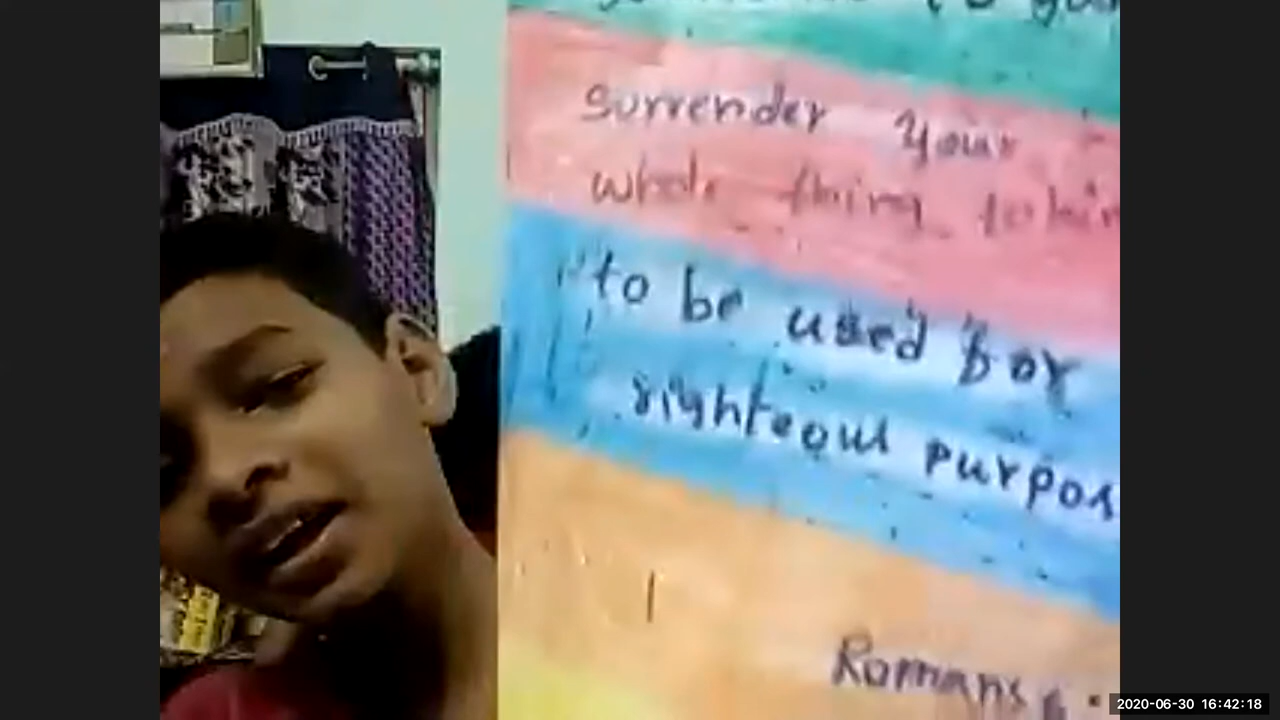 surrender your
whole thing to him
to be used for
righteous purpos
Romans 6:
2020-06-30 16:42:18